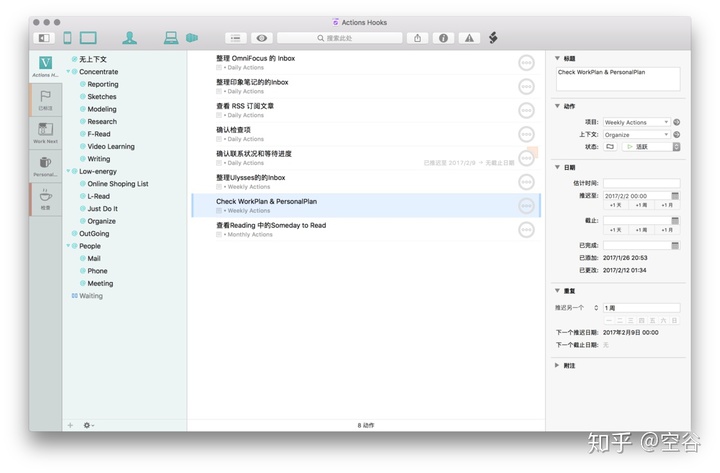 Actions Hooks
搜索此处
V
Actions H...
已标注
Work Next
Personal...
检查
无上下文
Concentrate
Reporting
Sketches
Modeling
Research
F-Read
Video Learning
Writing
Low-energy
Online Shoping List
L-Read
Just Do It
Organize
OutGoing
People
Mail
Phone
Meeting
Waiting
整理 OmniFocus 的 Inbox
• Daily Actions
整理印象笔记的的Inbox
• Daily Actions
查看 RSS 订阅文章
• Daily Actions
确认检查项
• Daily Actions
确认联系状况和等待进度
• Daily Actions
已推迟至 2017/2/9 → 无截止日期
整理Ulysses的的Inbox
• Weekly Actions
Check WorkPlan & PersonalPlan
• Weekly Actions
查看Reading 中的Someday to Read
• Monthly Actions
8 动作
标题
Check WorkPlan & PersonalPlan
动作
项目: Weekly Actions
上下文: Organize
状态: 活跃
日期
估计时间:
推迟至: 2017/2/2 00:00
+1 天 +1 周 +1 月
截止:
+1 天 +1 周 +1 月
已完成:
已添加: 2017/1/26 20:53
已更改: 2017/2/12 01:34
重复
推迟另一个 1 周
一 二 三 四 五 六 日
下一个推迟日期: 2017年2月9日 00:00
下一个截止日期: 无
附注
知乎 @空谷